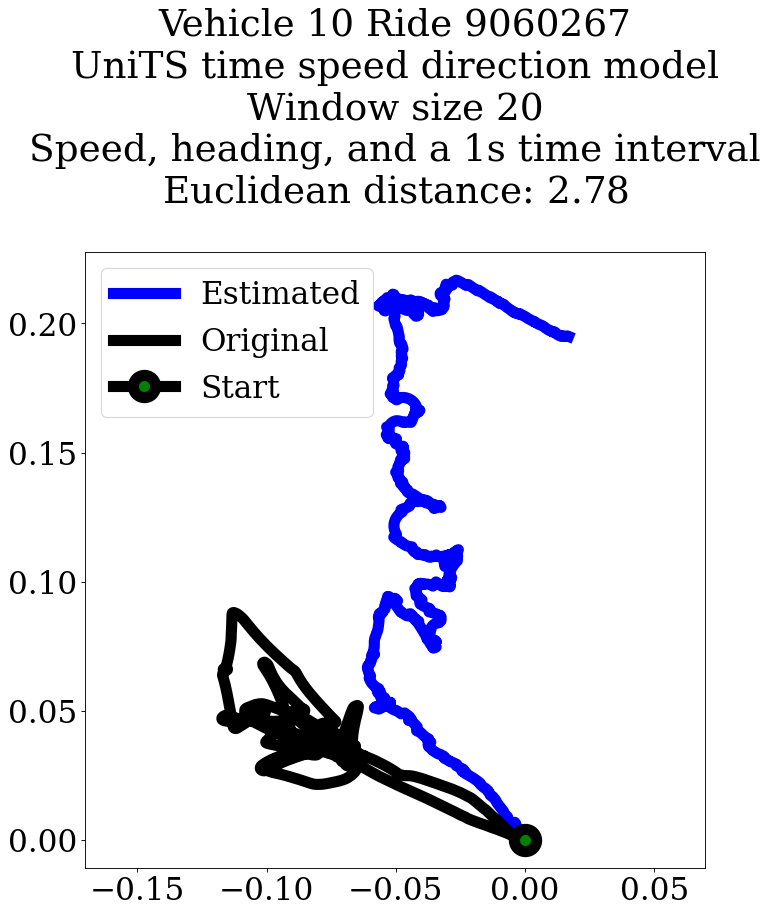 Vehicle 10 Ride 9060267
UniTS time speed direction model
Window size 20
Speed, heading, and a 1s time interval
Euclidean distance: 2.78
Estimated
Original
Start
0.20
0.15
0.10
0.05
0.00
−0.15 −0.10 −0.05 0.00 0.05